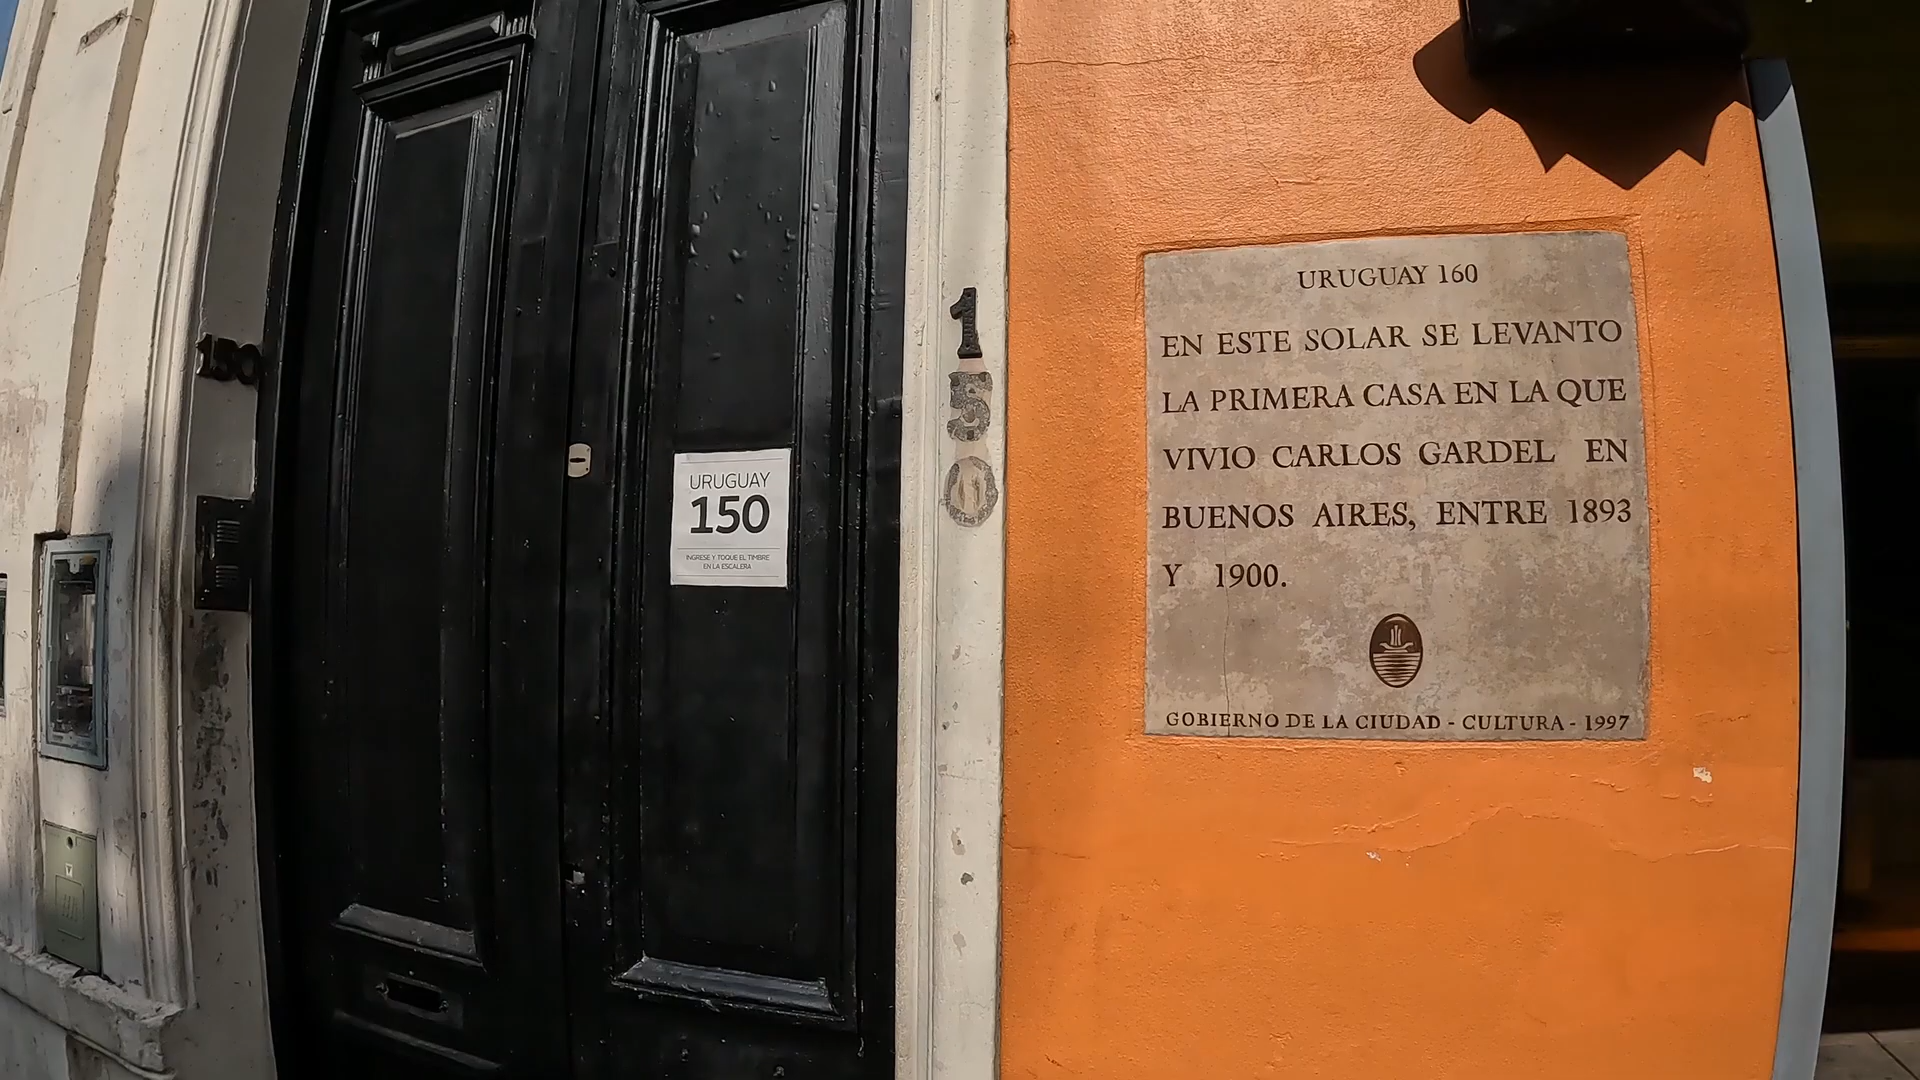 150
URUGUAY
150
INGRESE Y TOQUE EL TIMBRE
EN LA ESCALERA
150
URUGUAY 160
EN ESTE SOLAR SE LEVANTO
LA PRIMERA CASA EN LA QUE
VIVIO CARLOS GARDEL EN
BUENOS AIRES, ENTRE 1893
Y 1900.
GOBIERNO DE LA CIUDAD - CULTURA - 1997